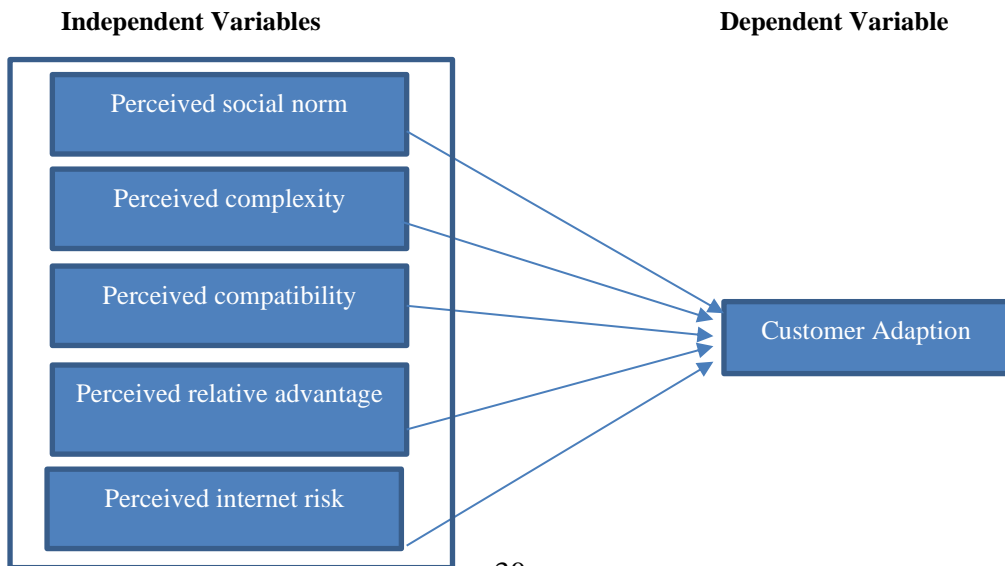 Independent Variables
Dependent Variable
Perceived social norm
Perceived complexity
Perceived compatibility
Perceived relative advantage
Perceived internet risk
Customer Adaption